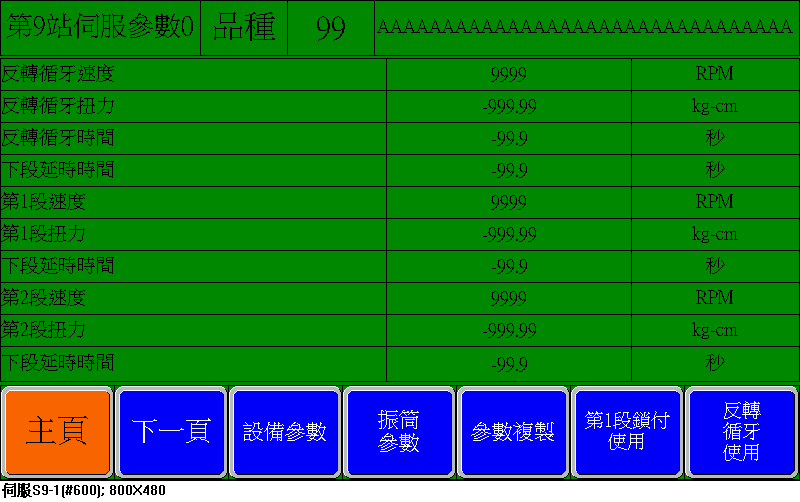 第9站伺服參數0 品種 99 AAAAAAAAAAAAAAAAAAAAAAAAAAAAAAAA
反轉循牙速度 9999 RPM
反轉循牙扭力 -999.99 kg-cm
反轉循牙時間 -99.9 秒
下段延時時間 -99.9 秒
第1段速度 9999 RPM
第1段扭力 -999.99 kg-cm
下段延時時間 -99.9 秒
第2段速度 9999 RPM
第2段扭力 -999.99 kg-cm
下段延時時間 -99.9 秒
主頁
下一頁
設備參數
振筒
參數
參數複製
第1段鎖付
使用
反轉
循牙
使用
伺服S9-1(#600); 800X480